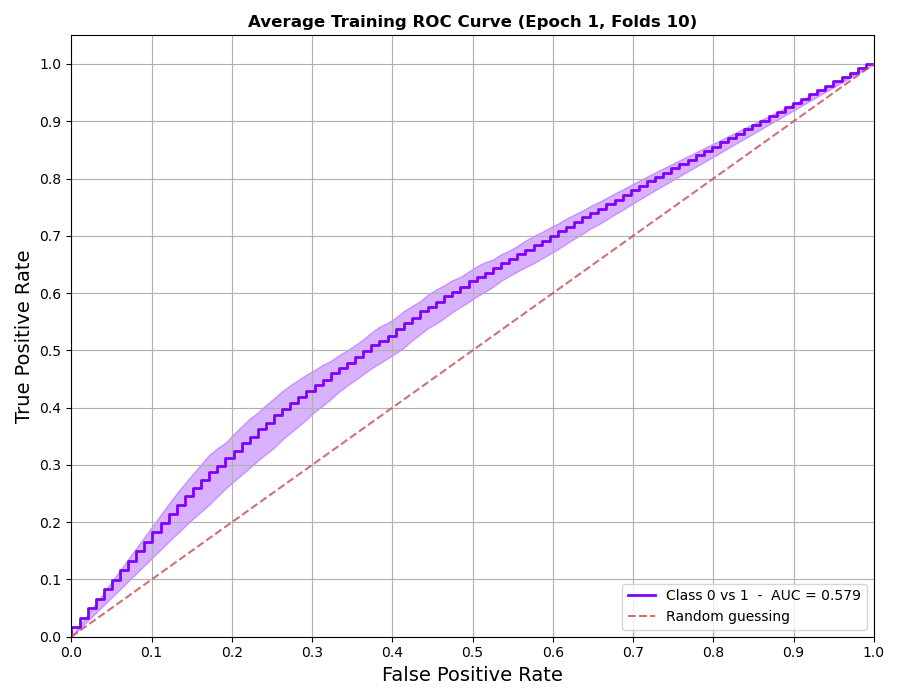 Average Training ROC Curve (Epoch 1, Folds 10)
True Positive Rate
1.0
0.9
0.8
0.7
0.6
0.5
0.4
0.3
0.2
0.1
0.0
Class 0 vs 1 - AUC = 0.579
Random guessing
0.0 0.1 0.2 0.3 0.4 0.5 0.6 0.7 0.8 0.9 1.0
False Positive Rate